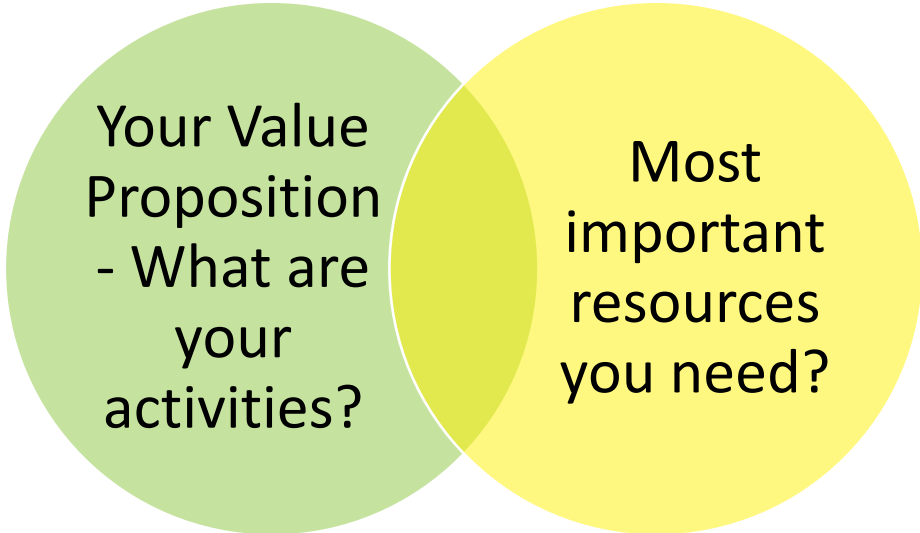 Your Value
Proposition
- What are
your
activities?
Most
important
resources
you need?